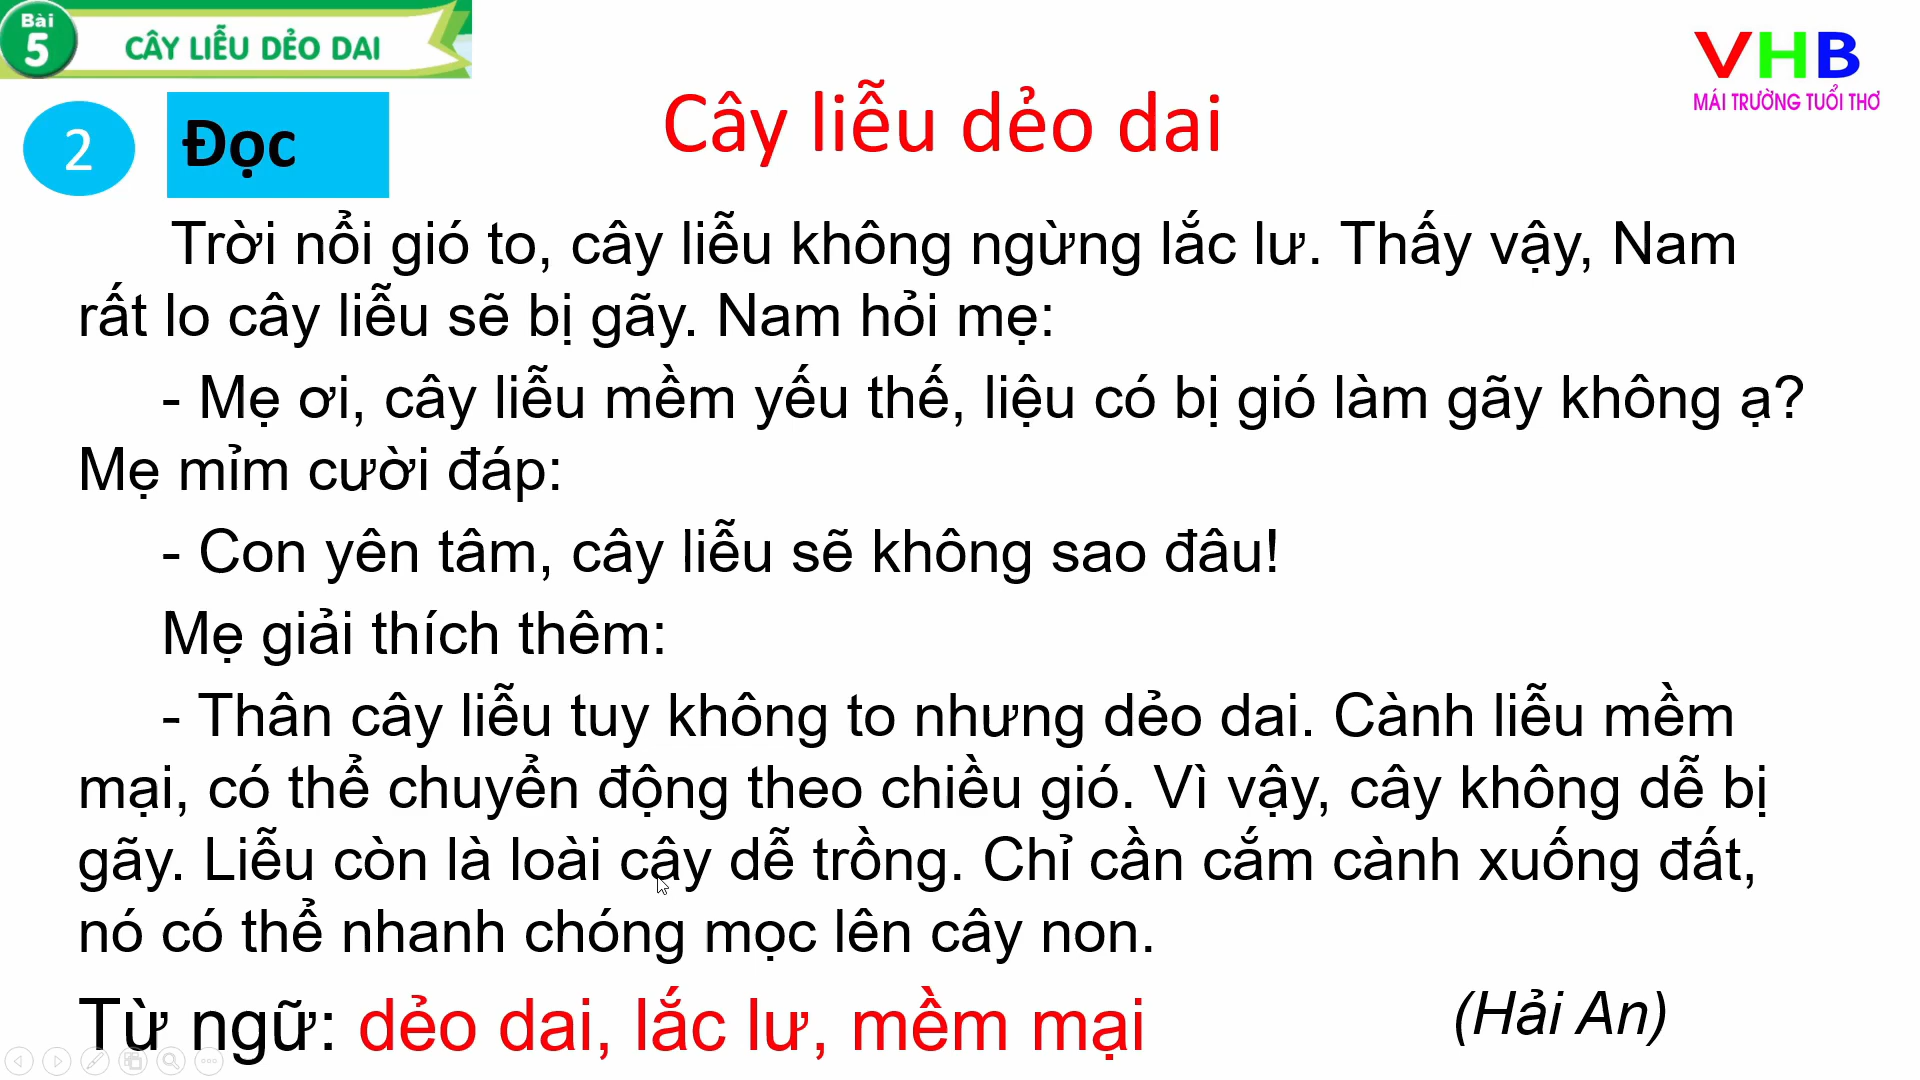 Bài
5
CÂY LIỄU DẺO DAI
VHB
MÁI TRƯỜNG TUỔI THƠ
2
Đọc
Cây liễu dẻo dai
Trời nổi gió to, cây liễu không ngừng lắc lư. Thấy vậy, Nam
rất lo cây liễu sẽ bị gãy. Nam hỏi mẹ:
- Mẹ ơi, cây liễu mềm yếu thế, liệu có bị gió làm gãy không ạ?
Mẹ mỉm cười đáp:
- Con yên tâm, cây liễu sẽ không sao đâu!
Mẹ giải thích thêm:
- Thân cây liễu tuy không to nhưng dẻo dai. Cành liễu mềm
mại, có thể chuyển động theo chiều gió. Vì vậy, cây không dễ bị
gãy. Liễu còn là loài cây dễ trồng. Chỉ cần cắm cành xuống đất,
nó có thể nhanh chóng mọc lên cây non.
(Hải An)
Từ ngữ: dẻo dai, lắc lư, mềm mại